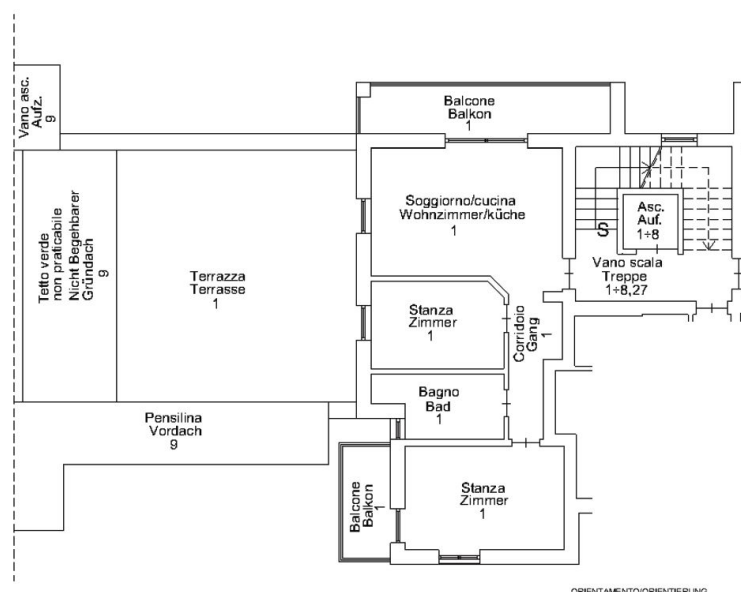 Balcone
Balkon
1
Vano asc.
Aufz.
9
Soggiorno/cucina
Wohnzimmer/küche
1
Asc.
Auf.
1÷8
S
Vano scala
Treppe
1÷8,27
Tetto verde
non praticabile
Nicht Begehbarer
Gründach
9
Terrazza
Terrasse
1
Stanza
Zimmer
1
Corridoio
Gang
1
Bagno
Bad
1
Pensilina
Vordach
9
Balcone
Balkon
1
Stanza
Zimmer
1
ORIENTAMENTO/ORIENTIERUNG